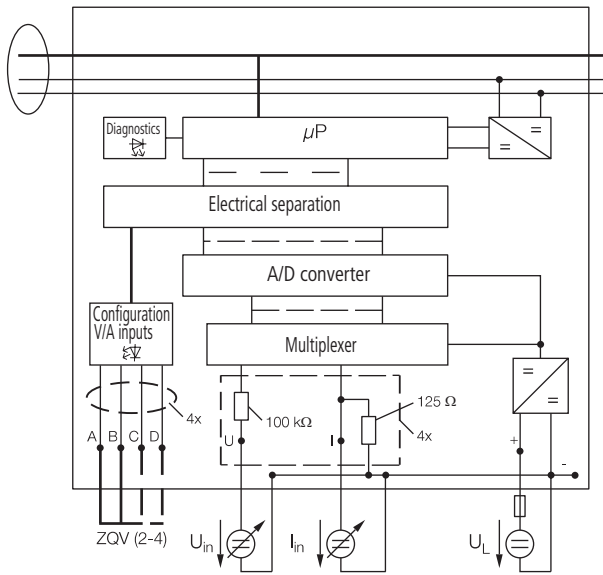 Diagnostics
µP
=
=
Electrical separation
A/D converter
Configuration
V/A inputs
Multiplexer
=
=
100 kΩ
125 Ω
4x
4x
A B C D
U
I
+
-
ZQV (2-4)
Uin
Iin
UL